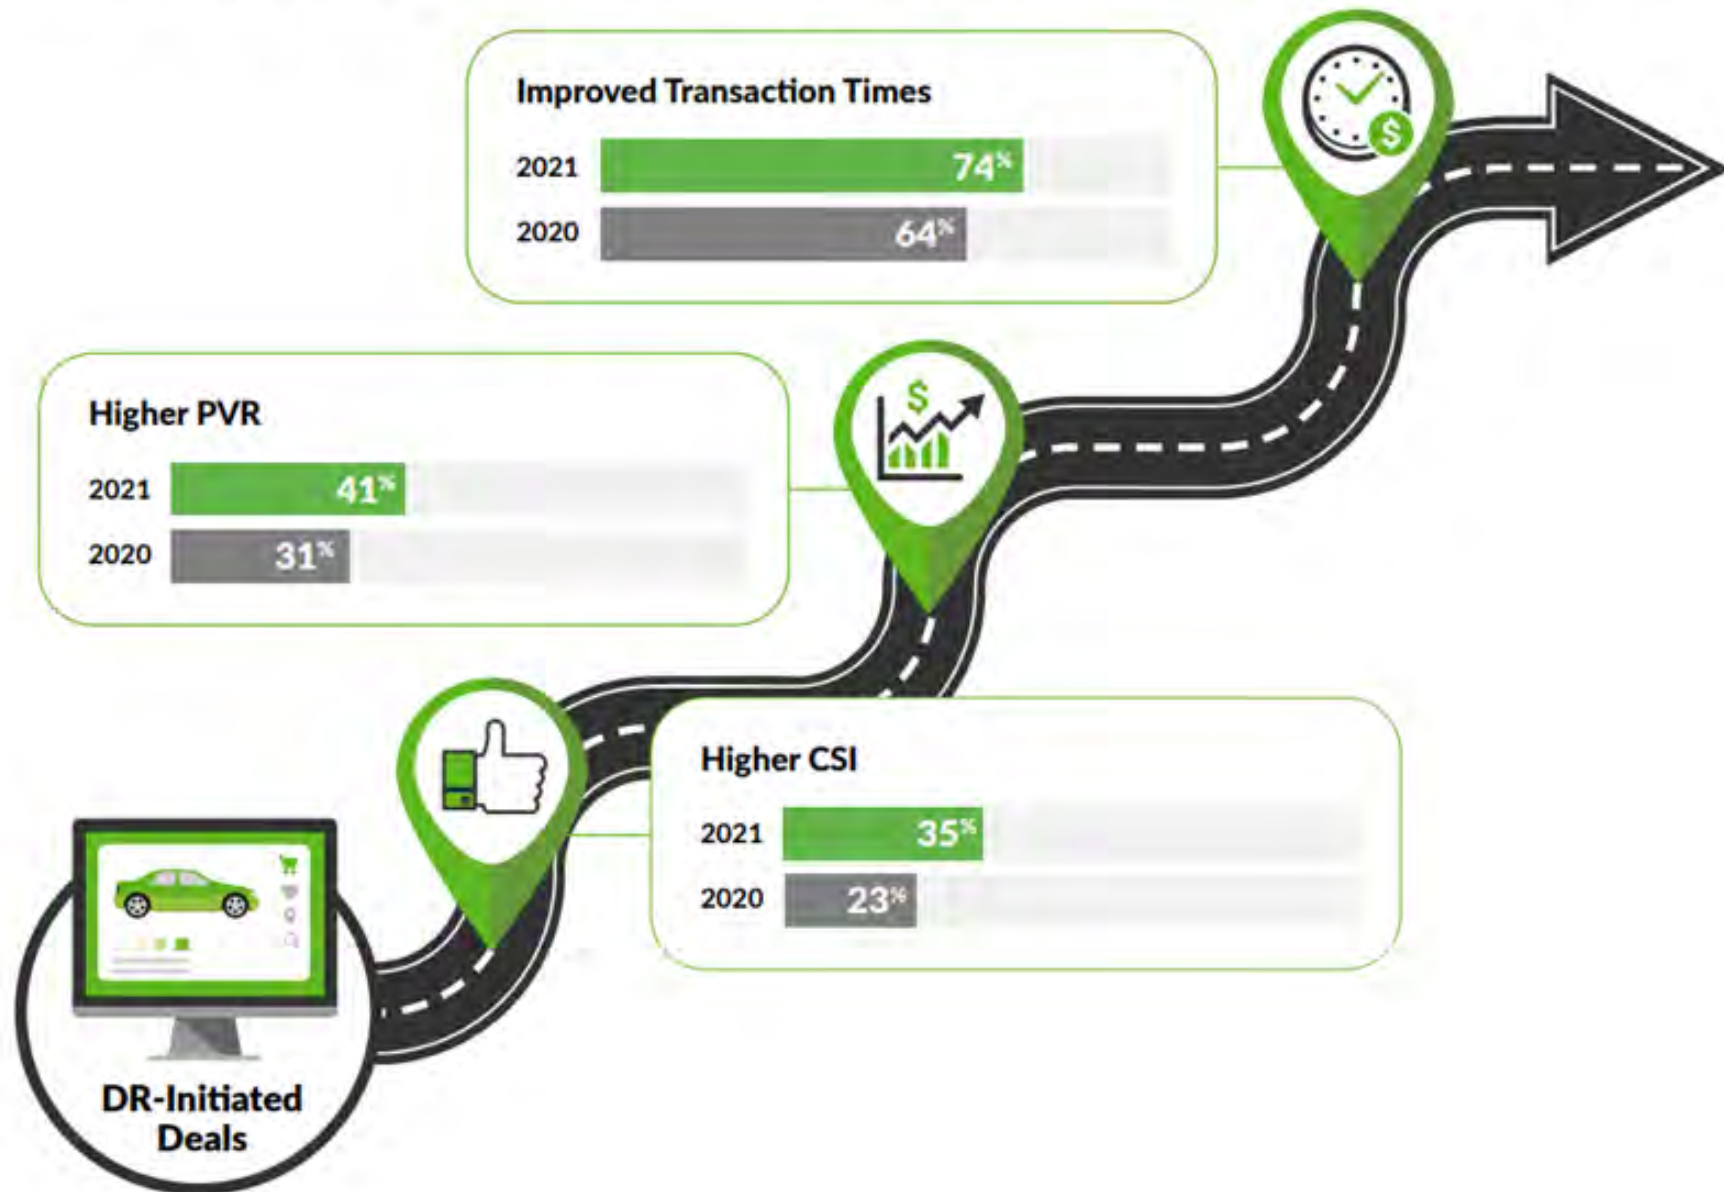 Improved Transaction Times
2021 74%
2020 64%
$
Higher PVR
2021 41%
2020 31%
$
Higher CSI
2021 35%
2020 23%
DR-Initiated
Deals